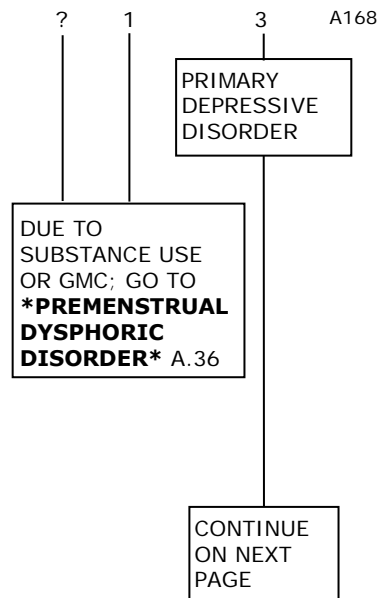 ? 1 3 A168
PRIMARY
DEPRESSIVE
DISORDER
DUE TO
SUBSTANCE USE
OR GMC; GO TO
*PREMENSTRUAL
DYSPHORIC
DISORDER* A.36
CONTINUE
ON NEXT
PAGE